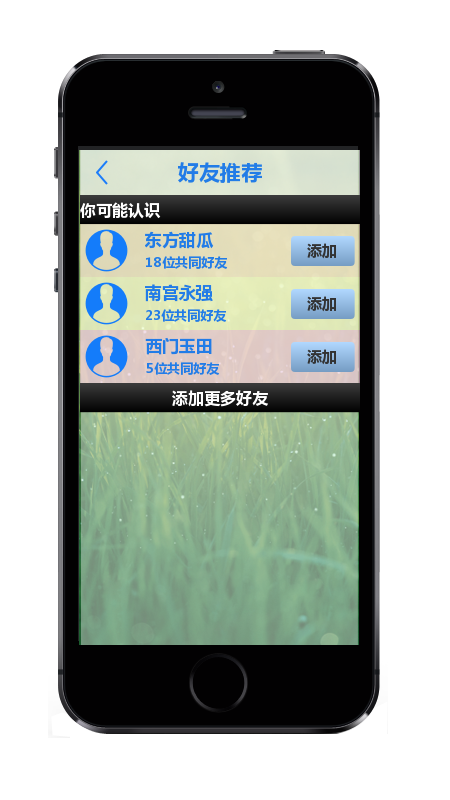 好友推荐
你可能认识
东方甜瓜
18位共同好友
添加
南宫永强
23位共同好友
添加
西门玉田
5位共同好友
添加
添加更多好友